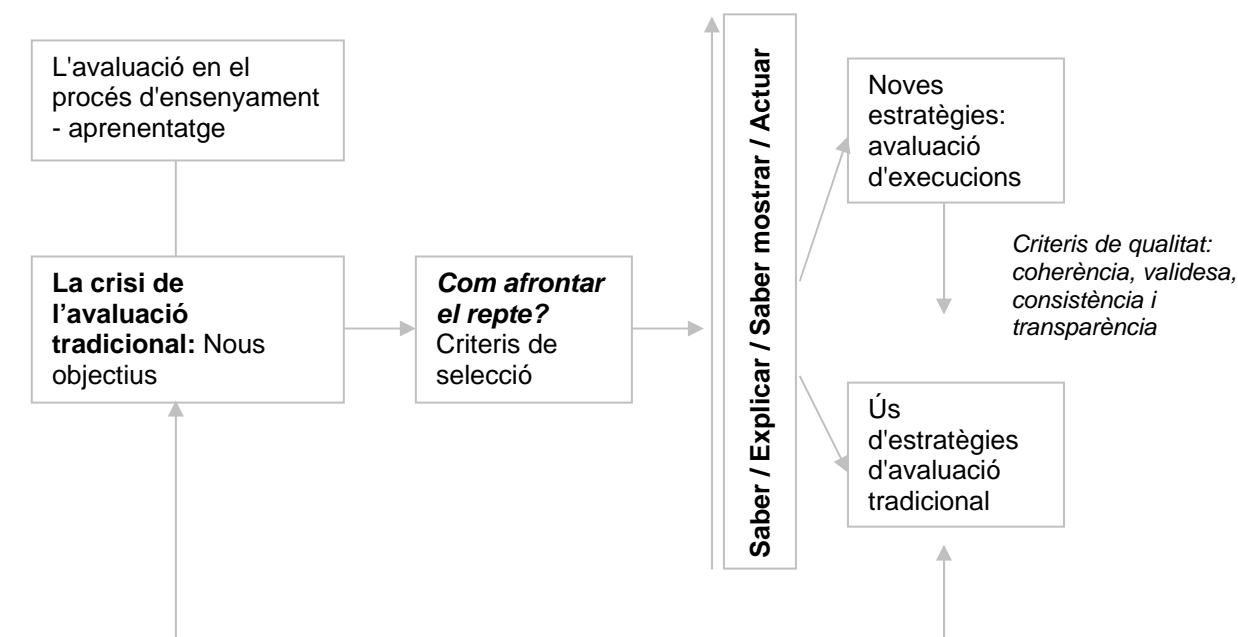 L'avaluació en el
procés d'ensenyament
- aprenentatge
La crisi de
l’avaluació
tradicional: Nous
objectius
Com afrontar
el repte?
Criteris de
selecció
Saber / Explicar / Saber mostrar / Actuar
Noves
estratègies:
avaluació
d'execucions
Criteris de qualitat:
coherència, validesa,
consistència i
transparència
Ús
d'estratègies
d'avaluació
tradicional